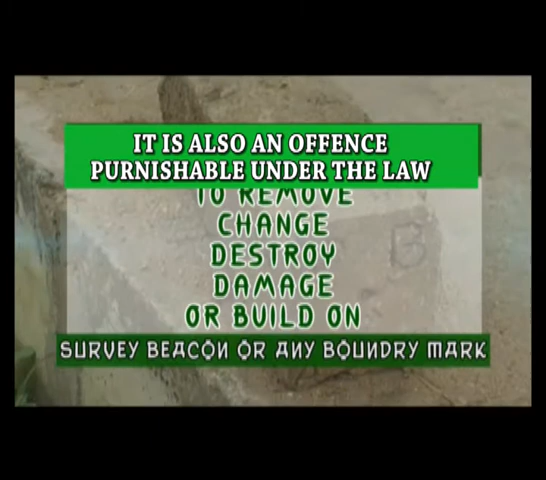 IT IS ALSO AN OFFENCE
PURNISHABLE UNDER THE LAW
TO REMOVE
CHANGE
DESTROY
DAMAGE
OR BUILD ON
SURVEY BEACON OR ANY BOUNDRY MARK